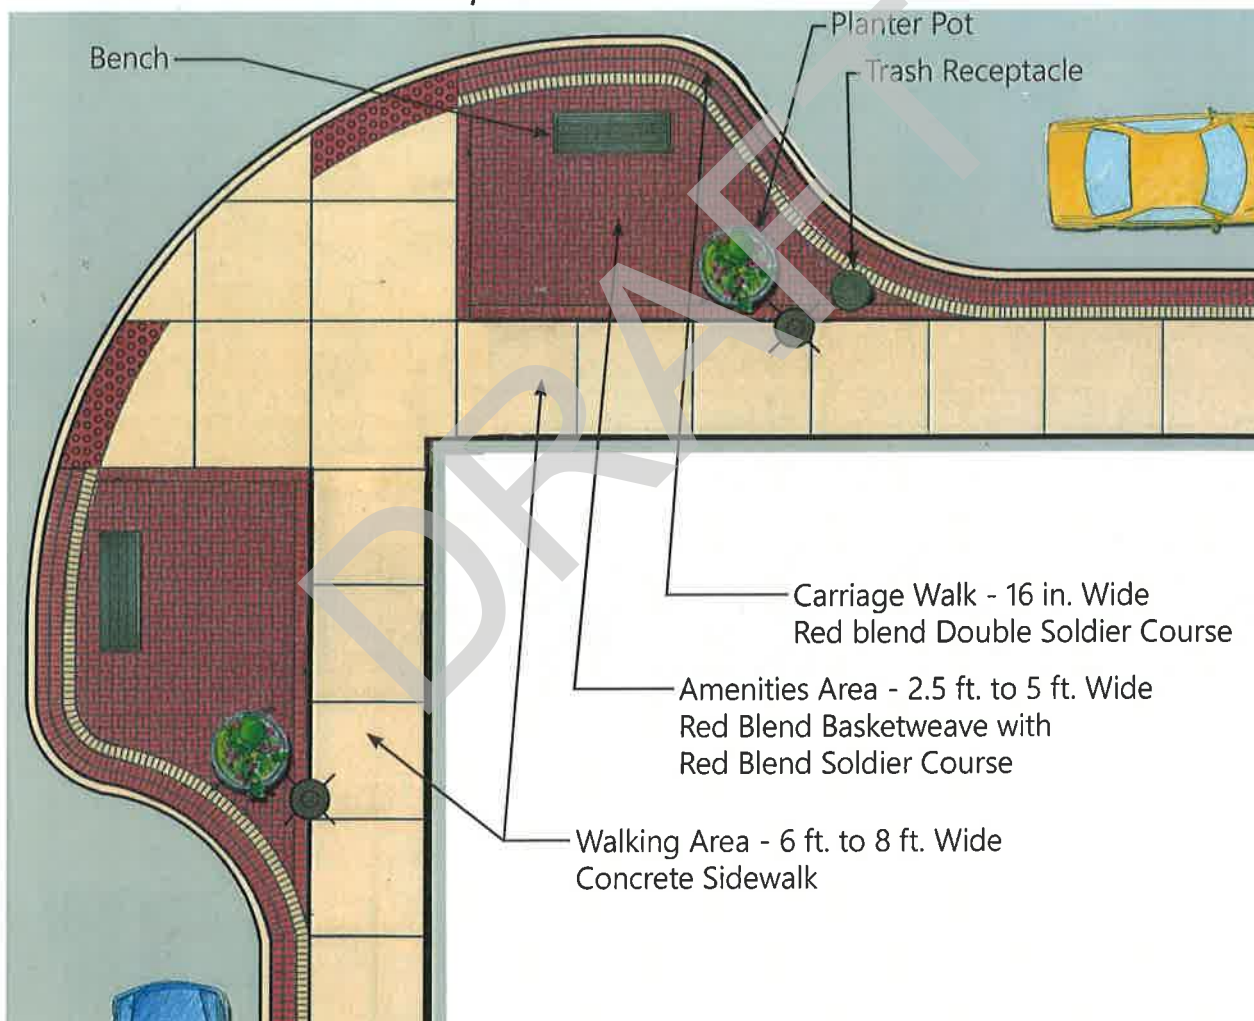 Planter Pot
Bench
Trash Receptacle
DRAFT
Carriage Walk - 16 in. Wide
Red blend Double Soldier Course
Amenities Area - 2.5 ft. to 5 ft. Wide
Red Blend Basketweave with
Red Blend Soldier Course
Walking Area - 6 ft. to 8 ft. Wide
Concrete Sidewalk